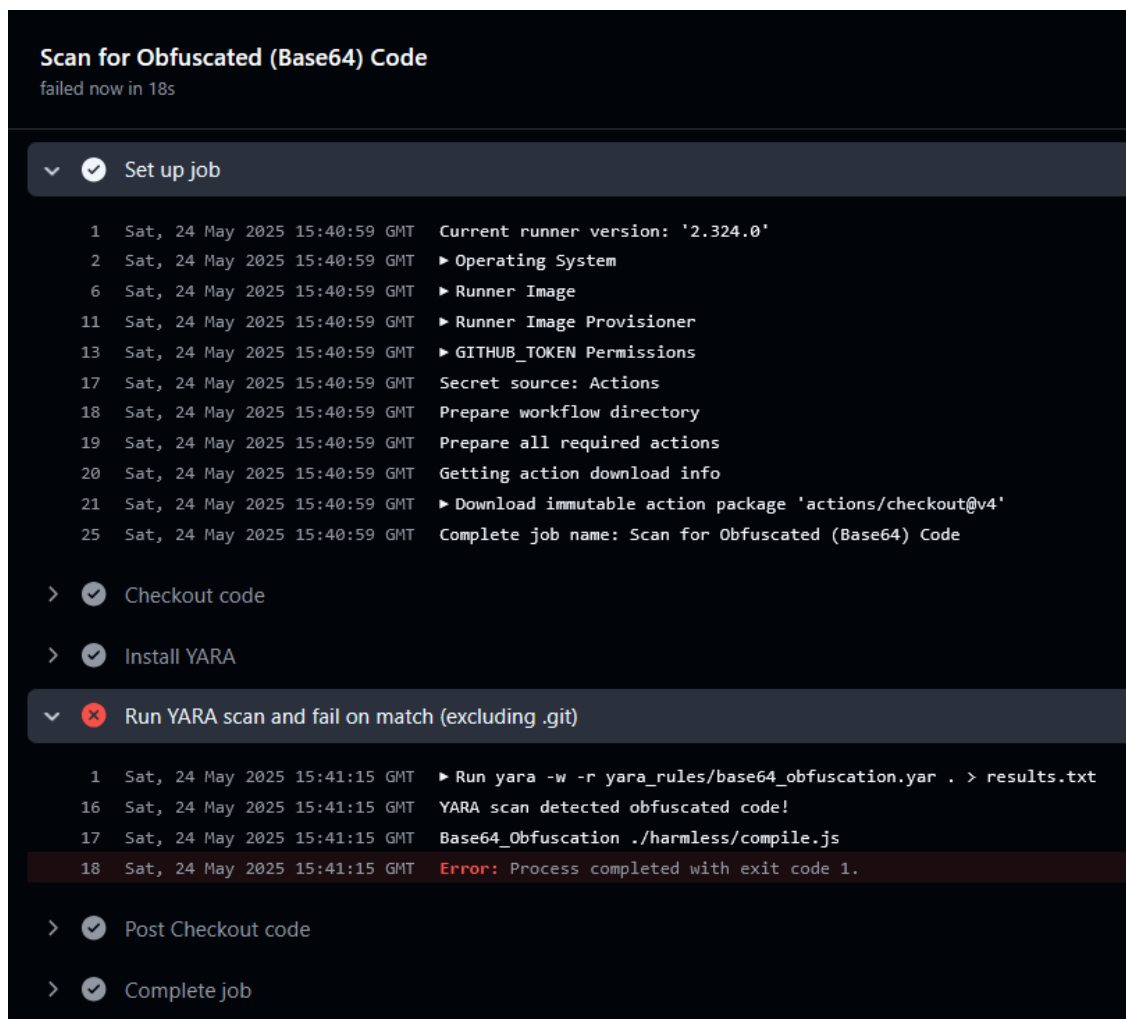 Scan for Obfuscated (Base64) Code
failed now in 18s
Set up job
1 Sat, 24 May 2025 15:40:59 GMT Current runner version: '2.324.0'
2 Sat, 24 May 2025 15:40:59 GMT ▸ Operating System
6 Sat, 24 May 2025 15:40:59 GMT ▸ Runner Image
11 Sat, 24 May 2025 15:40:59 GMT ▸ Runner Image Provisioner
13 Sat, 24 May 2025 15:40:59 GMT ▸ GITHUB_TOKEN Permissions
17 Sat, 24 May 2025 15:40:59 GMT Secret source: Actions
18 Sat, 24 May 2025 15:40:59 GMT Prepare workflow directory
19 Sat, 24 May 2025 15:40:59 GMT Prepare all required actions
20 Sat, 24 May 2025 15:40:59 GMT Getting action download info
21 Sat, 24 May 2025 15:40:59 GMT ▸ Download immutable action package 'actions/checkout@v4'
25 Sat, 24 May 2025 15:40:59 GMT Complete job name: Scan for Obfuscated (Base64) Code
Checkout code
Install YARA
Run YARA scan and fail on match (excluding .git)
1 Sat, 24 May 2025 15:41:15 GMT ▸ Run yara -w -r yara_rules/base64_obfuscation.yar . > results.txt
16 Sat, 24 May 2025 15:41:15 GMT YARA scan detected obfuscated code!
17 Sat, 24 May 2025 15:41:15 GMT Base64_Obfuscation ./harmless/compile.js
18 Sat, 24 May 2025 15:41:15 GMT Error: Process completed with exit code 1.
Post Checkout code
Complete job